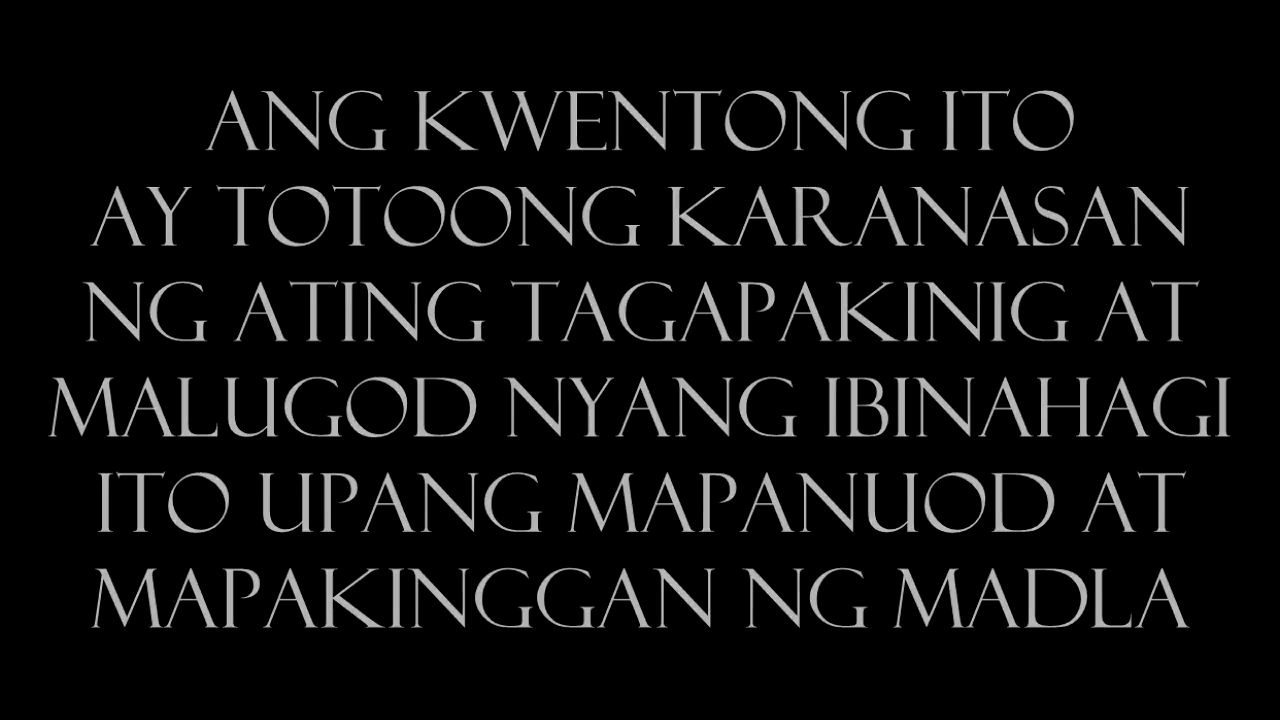 ANG KWENTONG ITO
AY TOTOONG KARANASAN
NG ATING TAGAPAKINIG AT
MALUGOD NYANG IBINAHAGI
ITO UPANG MAPANUOD AT
MAPAKINGGAN NG MADLA